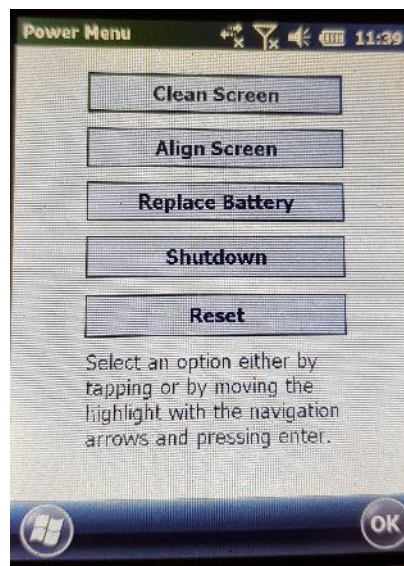 Power Menu 11:39
Clean Screen
Align Screen
Replace Battery
Shutdown
Reset
Select an option either by
tapping or by moving the
highlight with the navigation
arrows and pressing enter.
OK